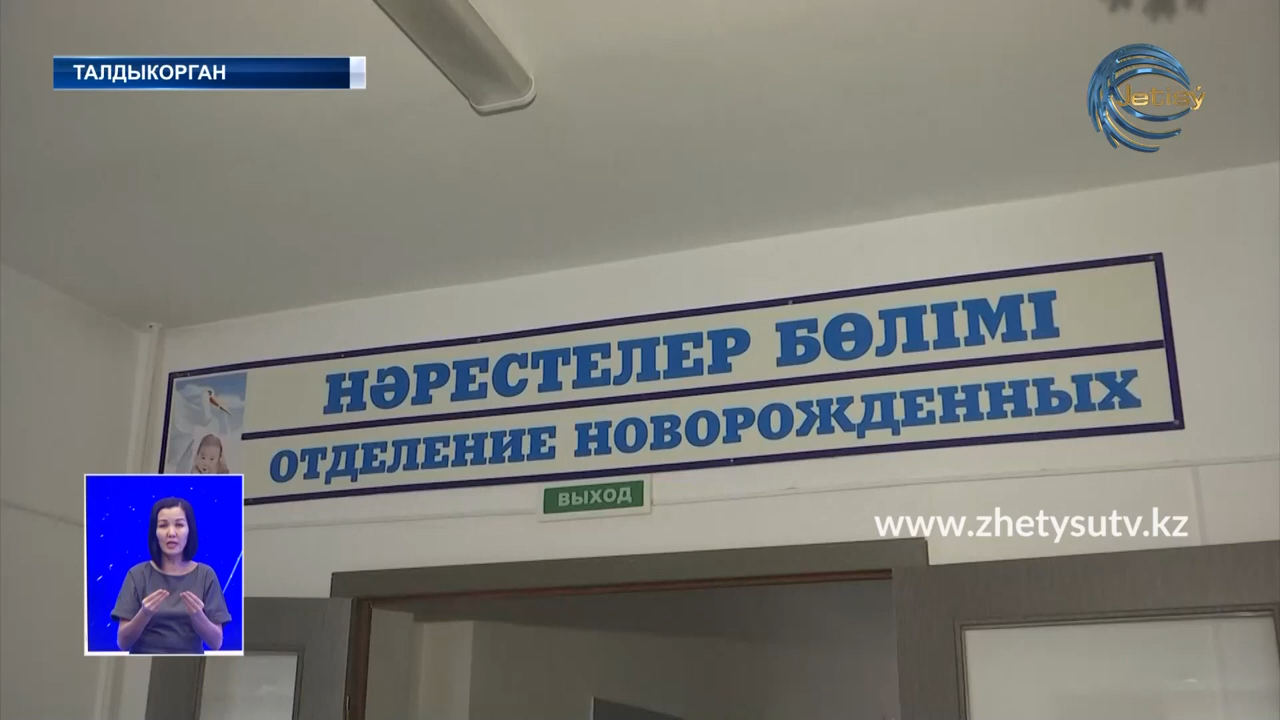 ТАЛДЫКОРГАН
Jetisý
НӘРЕСТЕЛЕР БӨЛІМІ
ОТДЕЛЕНИЕ НОВОРОЖДЕННЫХ
ВЫХОД
www.zhetysutv.kz